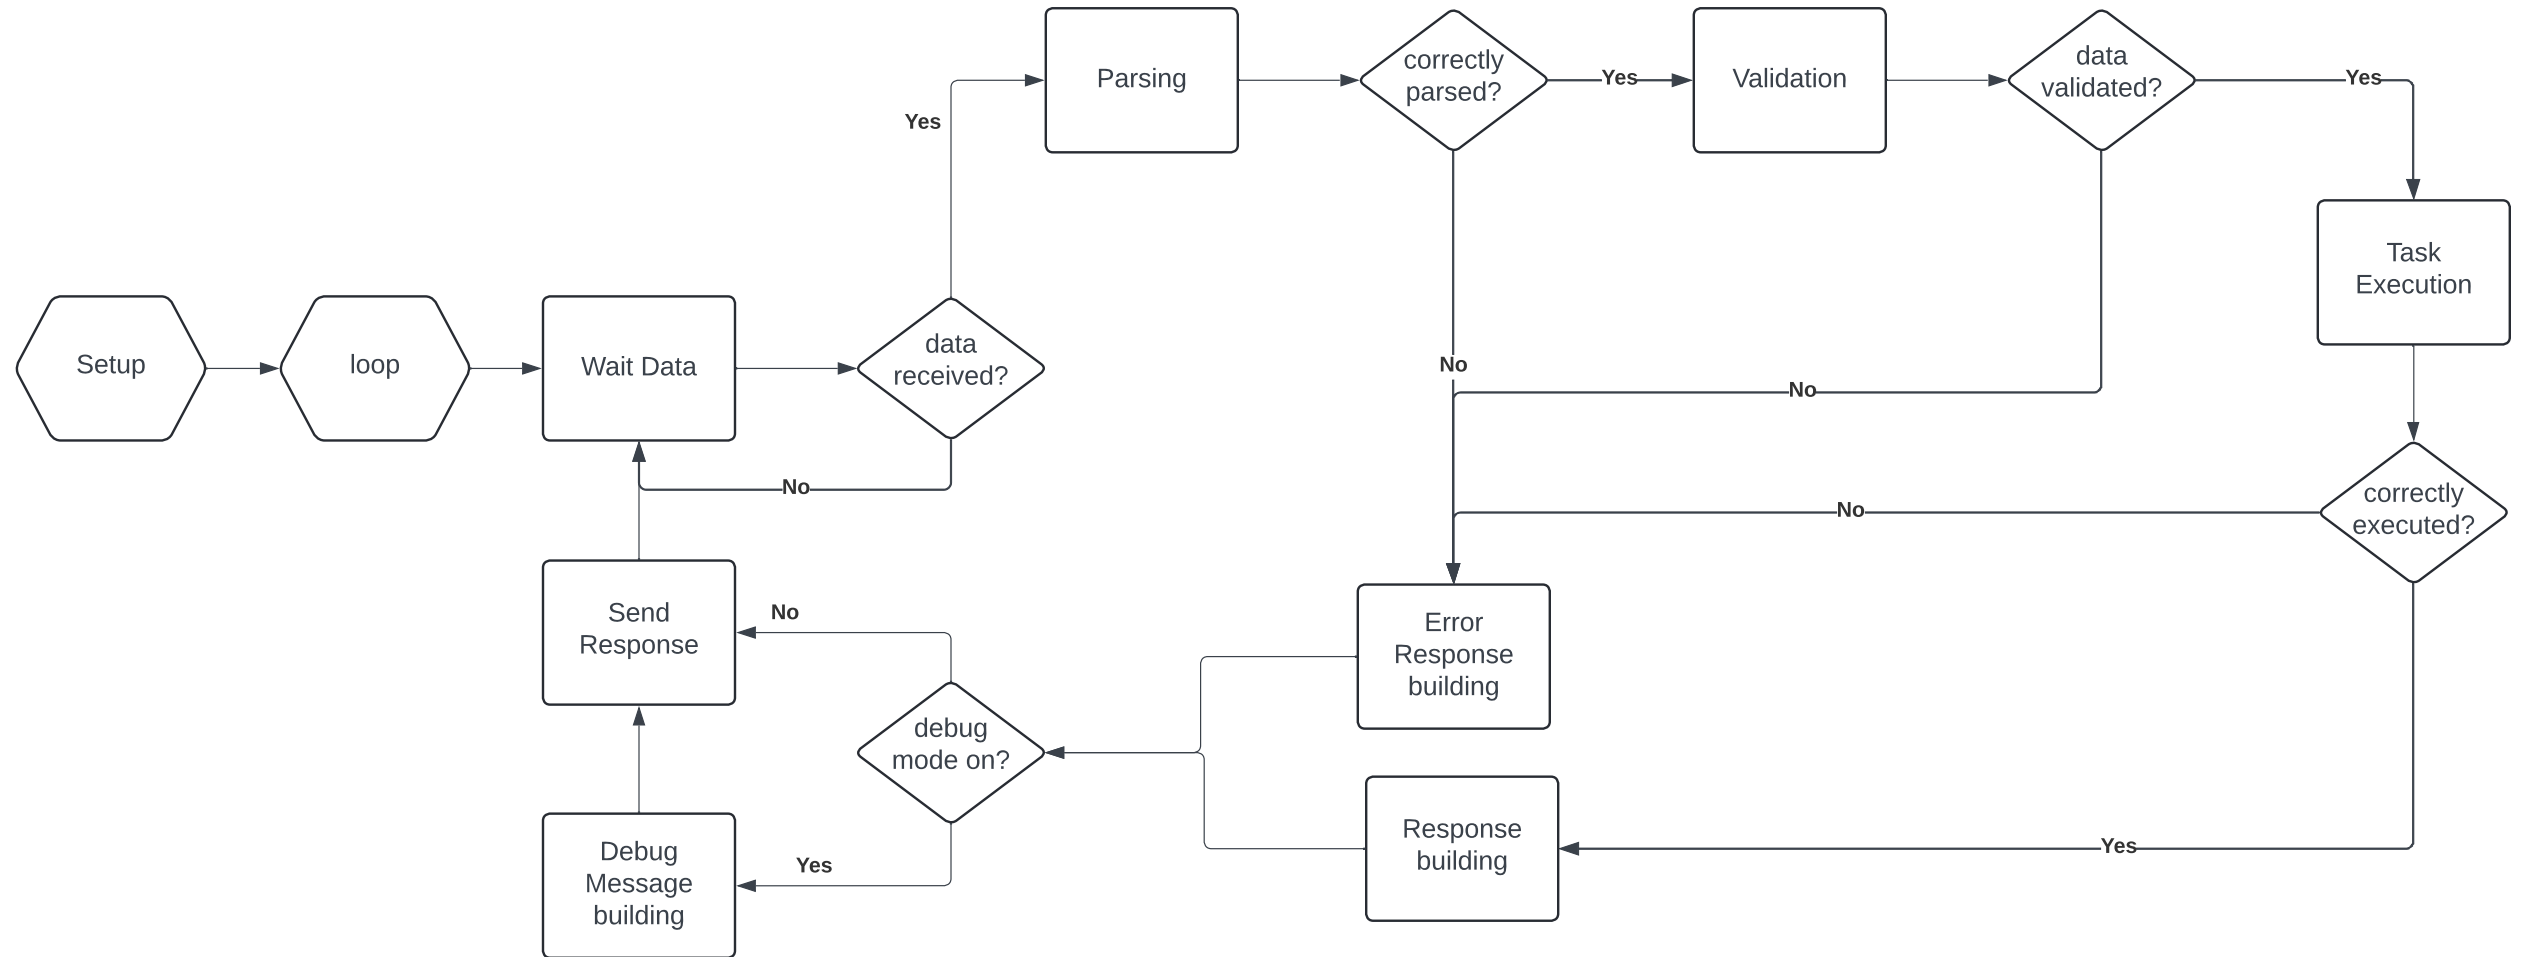 Parsing
correctly
parsed?
Yes
Validation
data
validated?
Yes
Yes
Task
Execution
Setup
loop
Wait Data
data
received?
No
No
No
correctly
executed?
No
No
Send
Response
No
Error
Response
building
debug
mode on?
Response
building
Yes
Debug
Message
building
Yes